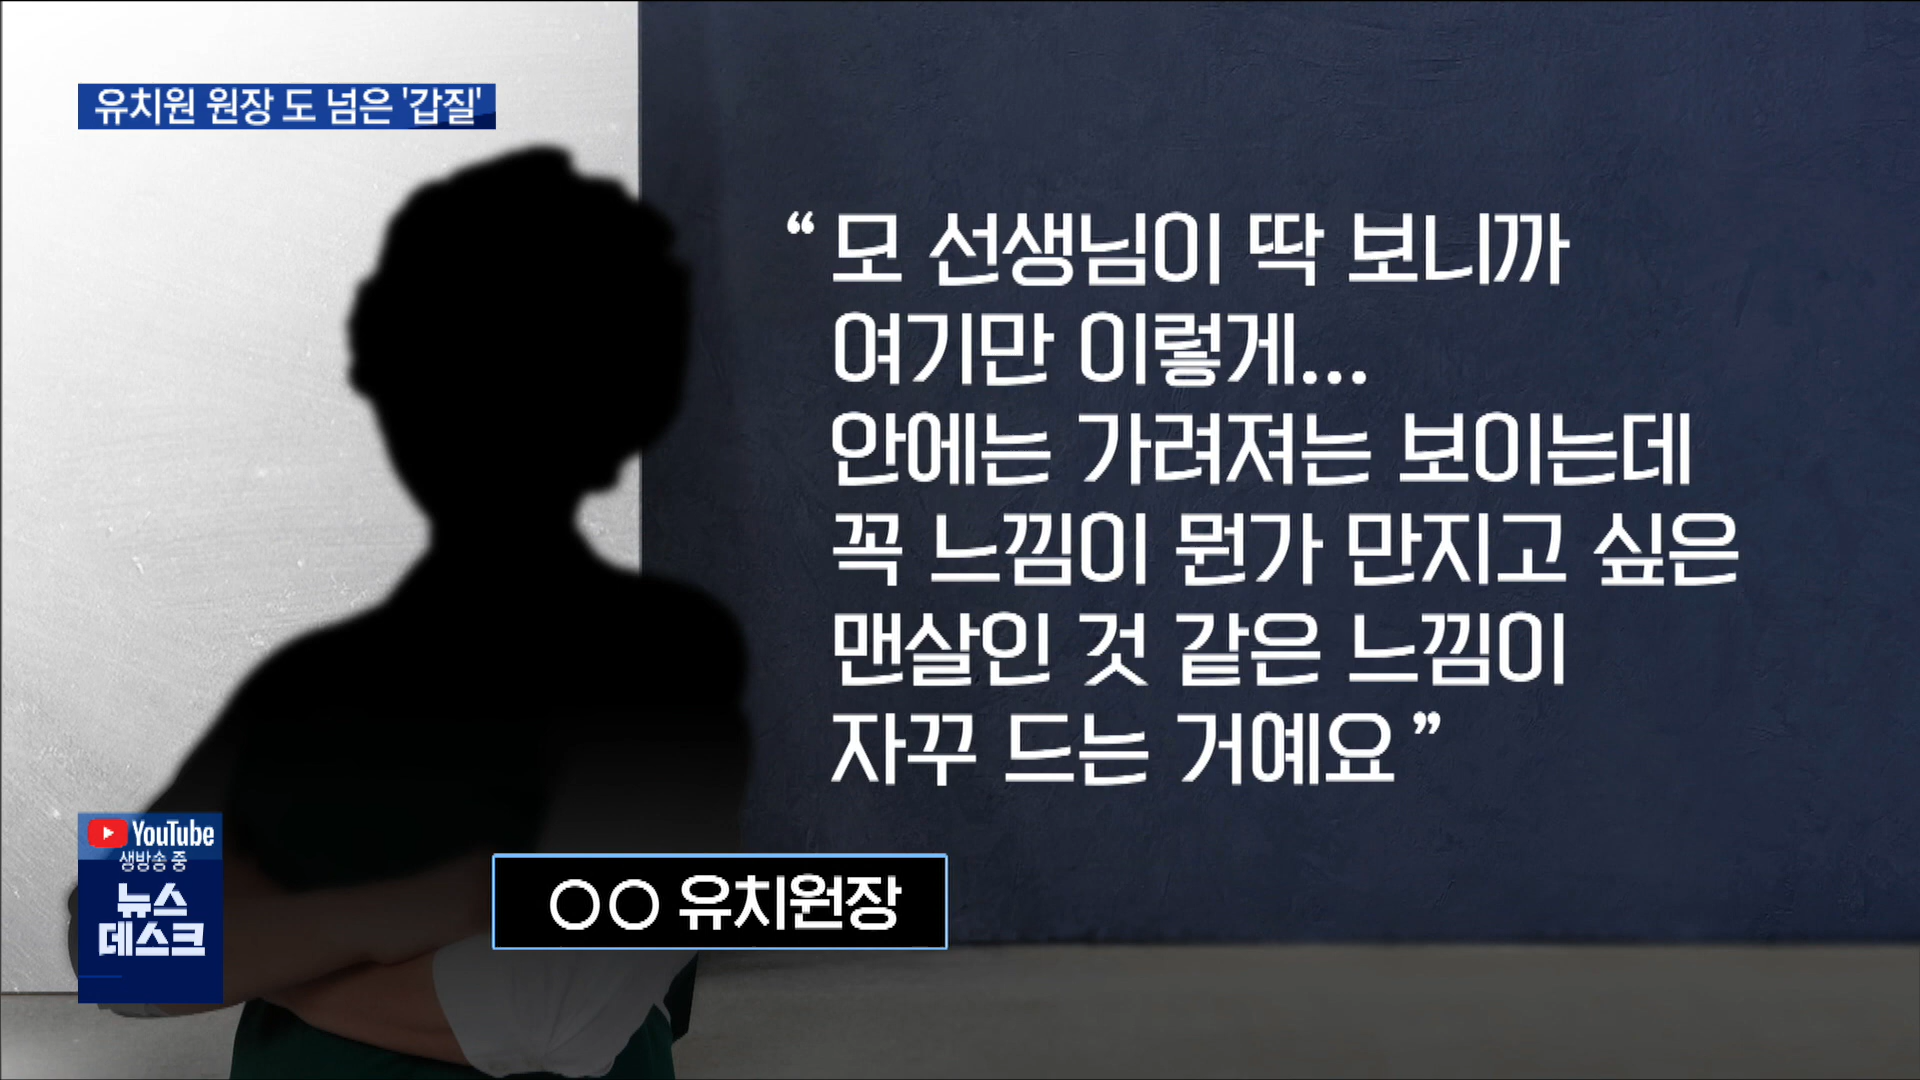 유치원 원장 도 넘은 '갑질'
“ 모 선생님이 딱 보니까
여기만 이렇게...
안에는 가려져는 보이는데
꼭 느낌이 뭔가 만지고 싶은
맨살인 것 같은 느낌이
자꾸 드는 거예요 ”
○○ 유치원장
YouTube
생방송 중
뉴스
데스크